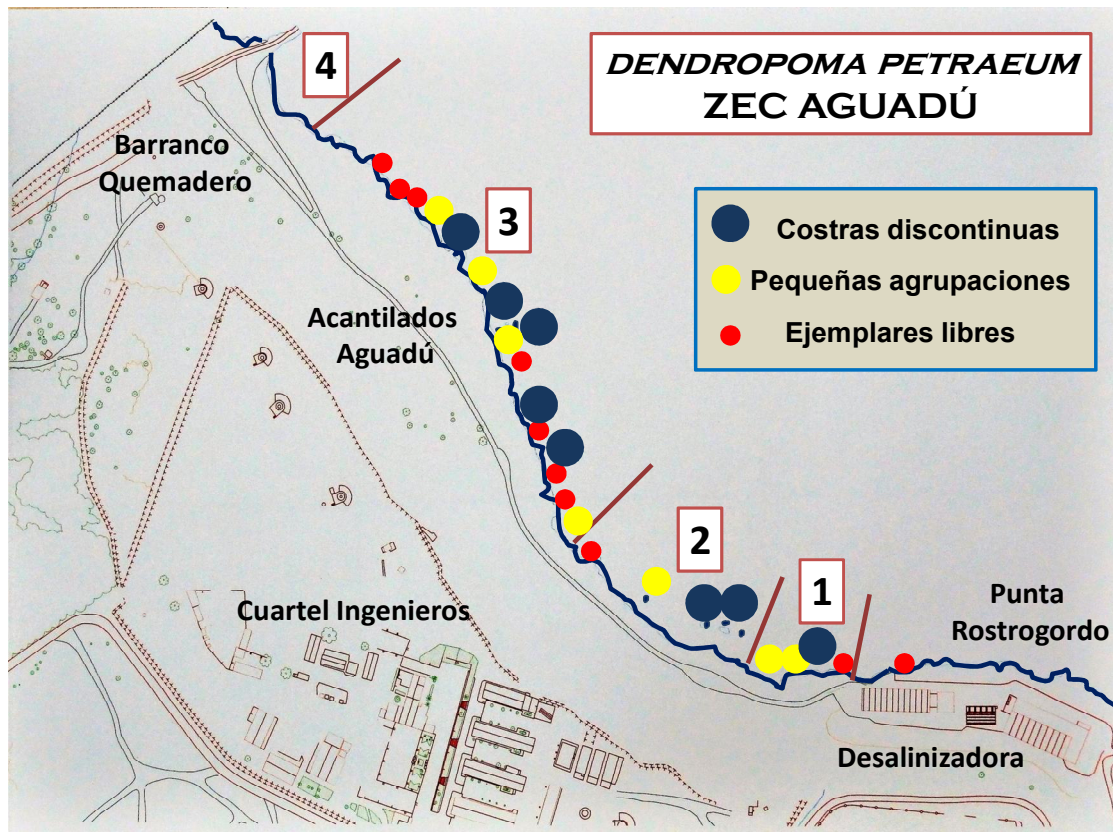 DENDROPOMA PETRAEUM
ZEC AGUADÚ
4
Barranco
Quemadero
3
Costras discontinuas
Pequeñas agrupaciones
Ejemplares libres
Acantilados
Aguadú
2
1
Cuartel Ingenieros
Punta
Rostrogordo
Desalinizadora